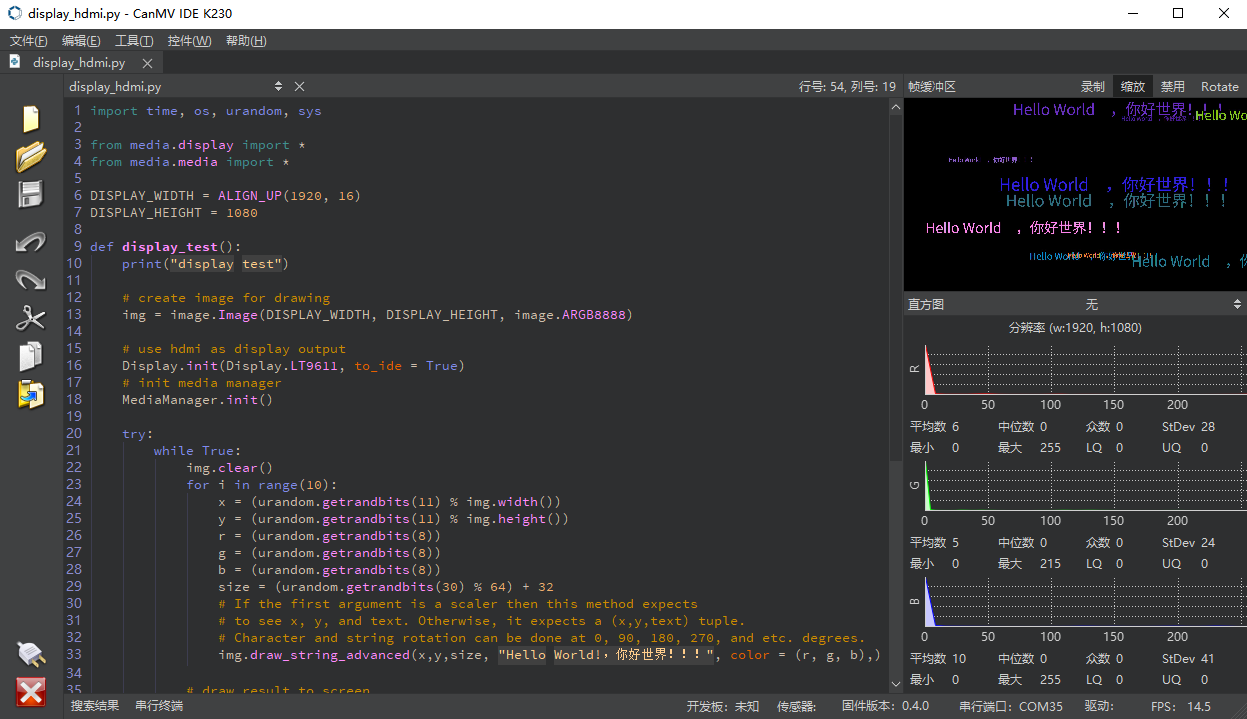 display_hdmi.py - CanMV IDE K230
文件(F) 编辑(E) 工具(T) 控件(W) 帮助(H)
display_hdmi.py
display_hdmi.py 行号: 54, 列号: 19 帧缓冲区 录制 缩放 禁用 Rotate
1 import time, os, urandom, sys
2
3 from media.display import *
4 from media.media import *
5
6 DISPLAY_WIDTH = ALIGN_UP(1920, 16)
7 DISPLAY_HEIGHT = 1080
8
9 def display_test():
10 print("display test")
11
12 # create image for drawing
13 img = image.Image(DISPLAY_WIDTH, DISPLAY_HEIGHT, image.ARGB8888)
14
15 # use hdmi as display output
16 Display.init(Display.LT9611, to_ide = True)
17 # init media manager
18 MediaManager.init()
19
20 try:
21 while True:
22 img.clear()
23 for i in range(10):
24 x = (urandom.getrandbits(11) % img.width())
25 y = (urandom.getrandbits(11) % img.height())
26 r = (urandom.getrandbits(8))
27 g = (urandom.getrandbits(8))
28 b = (urandom.getrandbits(8))
29 size = (urandom.getrandbits(30) % 64) + 32
30 # If the first argument is a scaler then this method expects
31 # to see x, y, and text. Otherwise, it expects a (x,y,text) tuple.
32 # Character and string rotation can be done at 0, 90, 180, 270, and etc. degrees.
33 img.draw_string_advanced(x,y,size, "Hello World!，你好世界！！！", color = (r, g, b),)
34
35 # draw result to screen
Hello World ，你好世界！！！
Hello Wo
Hello World ，你好世界！！！
Hello World ，你好世界！！！
Hello World ，你好世界！！！
Hello World ，你好世界！！！
Hello World
Hello World ，你
直方图 无
分辨率 (w:1920, h:1080)
R
0 50 100 150 200
平均数 6 中位数 0 众数 0 StDev 28
最小 0 最大 255 LQ 0 UQ 0
G
0 50 100 150 200
平均数 5 中位数 0 众数 0 StDev 24
最小 0 最大 215 LQ 0 UQ 0
B
0 50 100 150 200
平均数 10 中位数 0 众数 0 StDev 41
最小 0 最大 255 LQ 0 UQ 0
搜索结果 串行终端 开发板: 未知 传感器: 固件版本: 0.4.0 串行端口: COM35 驱动: FPS: 14.5